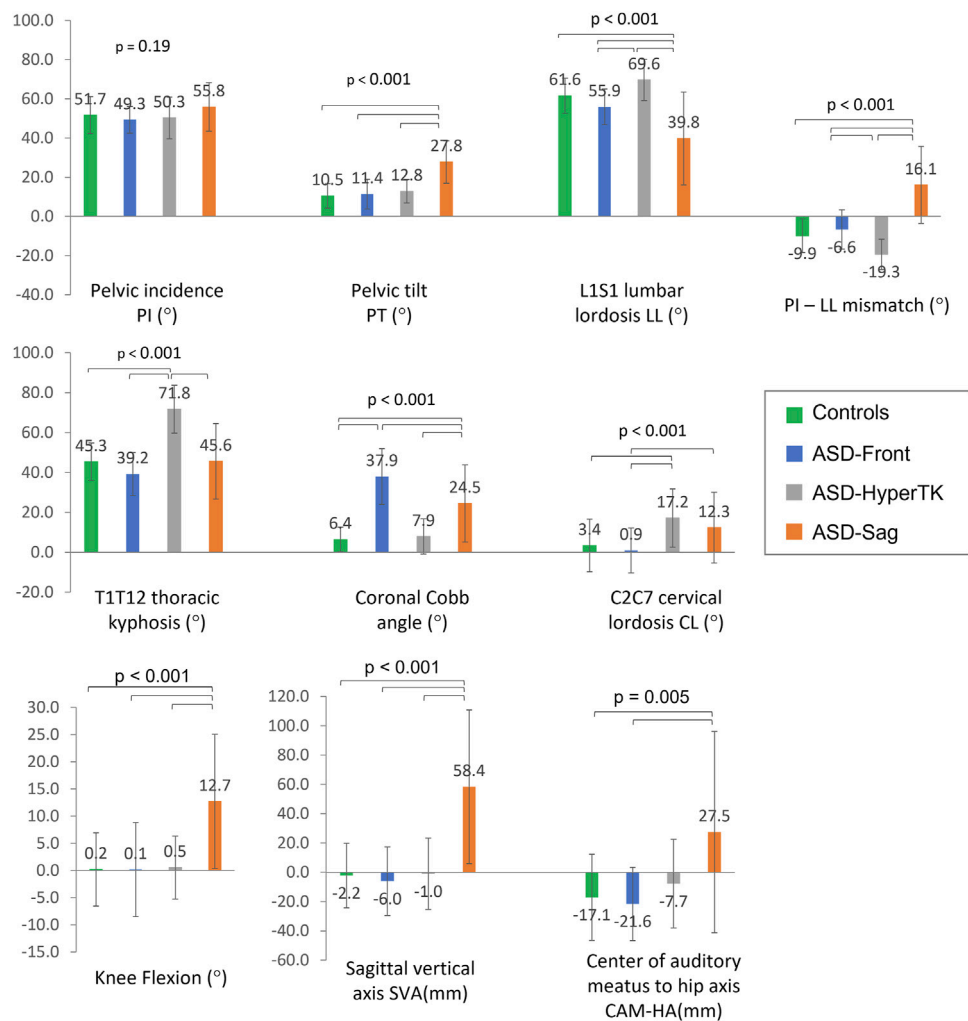 100.0
80.0
60.0
40.0
20.0
0.0
-20.0
-40.0
p = 0.19
51.7
49.3
50.3
55.8
Pelvic incidence
PI (°)
p < 0.001
10.5
11.4
12.8
27.8
Pelvic tilt
PT (°)
p < 0.001
61.6
55.9
69.6
39.8
L1S1 lumbar
lordosis LL (°)
p < 0.001
-9.9
-6.6
-19.3
16.1
PI – LL mismatch (°)
100.0
80.0
60.0
40.0
20.0
0.0
-20.0
p < 0.001
45.3
39.2
71.8
45.6
T1T12 thoracic
kyphosis (°)
p < 0.001
6.4
37.9
7.9
24.5
Coronal Cobb
angle (°)
p < 0.001
3.4
0.9
17.2
12.3
C2C7 cervical
lordosis CL (°)
Controls
ASD-Front
ASD-HyperTK
ASD-Sag
p < 0.001
30.0
25.0
20.0
15.0
10.0
5.0
0.0
-5.0
-10.0
-15.0
0.2
0.1
0.5
12.7
Knee Flexion (°)
p < 0.001
120.0
100.0
80.0
60.0
40.0
20.0
0.0
-20.0
-40.0
-60.0
-2.2
-6.0
-1.0
58.4
Sagittal vertical
axis SVA(mm)
p = 0.005
-17.1
-21.6
-7.7
27.5
Center of auditory
meatus to hip axis
CAM-HA(mm)